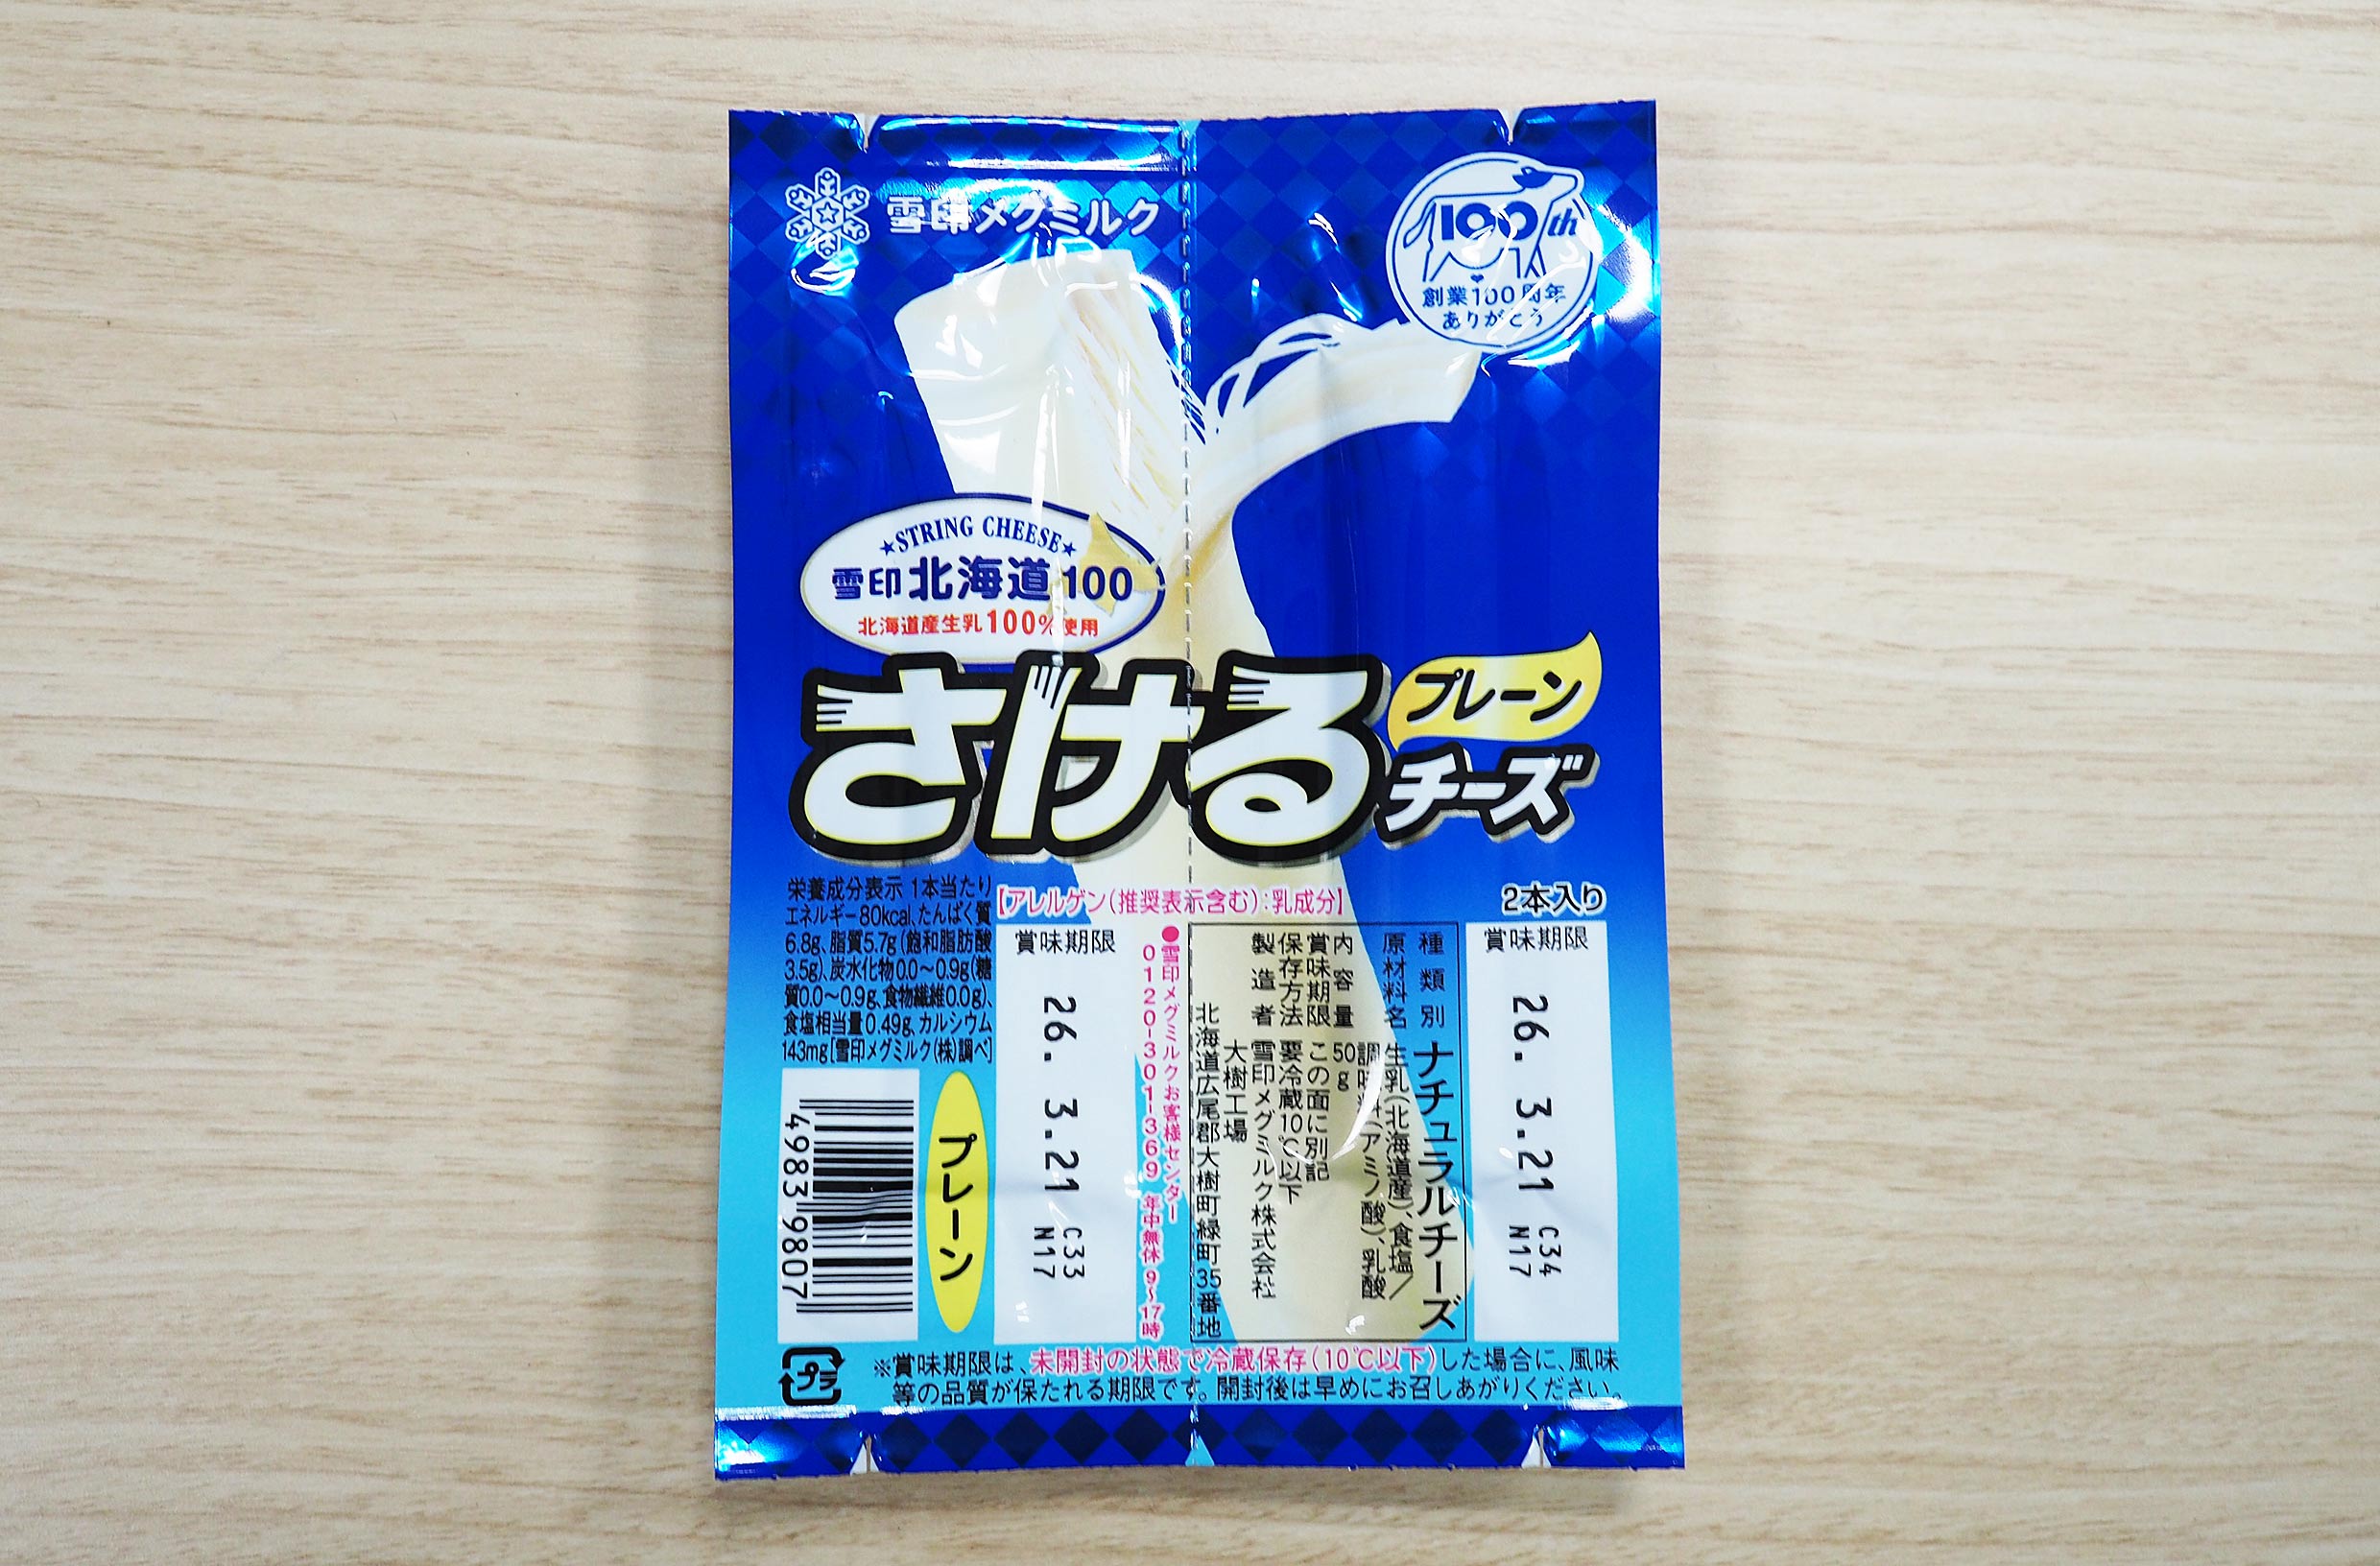 雪印メグミルク
100th
創業100周年
ありがとう
★STRING CHEESE★
雪印北海道100
北海道産生乳100%使用
さける
プレーン
チーズ
栄養成分表示 1本当たり
エネルギー80kcal、たんぱく質
6.8g、脂質5.7g(飽和脂肪酸
3.5g)、炭水化物0.0〜0.9g(糖
質0.0〜0.9g、食物繊維0.0g)、
食塩相当量0.49g、カルシウム
143mg[雪印メグミルク(株)調べ]
【アレルゲン(推奨表示含む):乳成分】
2本入り
賞味期限
26. 3.21 C33
N17
●雪印メグミルクお客様センター
0120-301-369 年中無休 9〜17時
種類別 ナチュラルチーズ
原材料名 生乳(北海道産)、食塩/
調味料(アミノ酸)、乳酸
内容量 50g
賞味期限 この面に別記
保存方法 要冷蔵10℃以下
製造者 雪印メグミルク株式会社
大樹工場
北海道広尾郡大樹町緑町35番地
賞味期限
26. 3.21 C34
N17
49839807
プレーン
プラ
※賞味期限は、未開封の状態で冷蔵保存(10℃以下)した場合に、風味
等の品質が保たれる期限です。開封後は早めにお召しあがりください。